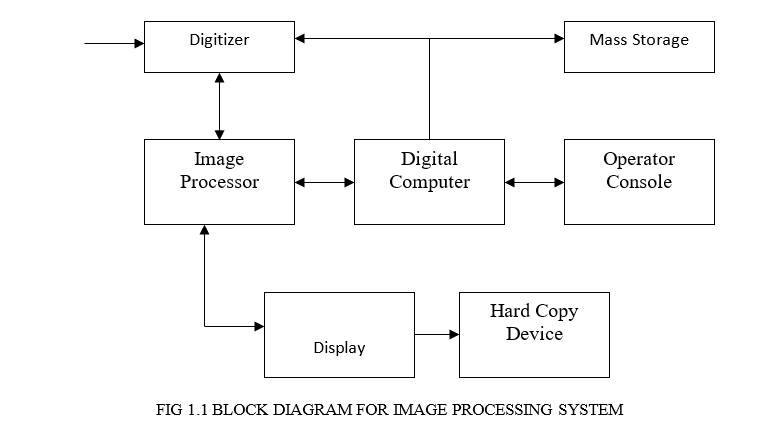 Digitizer
Mass Storage
Image
Processor
Digital
Computer
Operator
Console
Display
Hard Copy
Device
FIG 1.1 BLOCK DIAGRAM FOR IMAGE PROCESSING SYSTEM